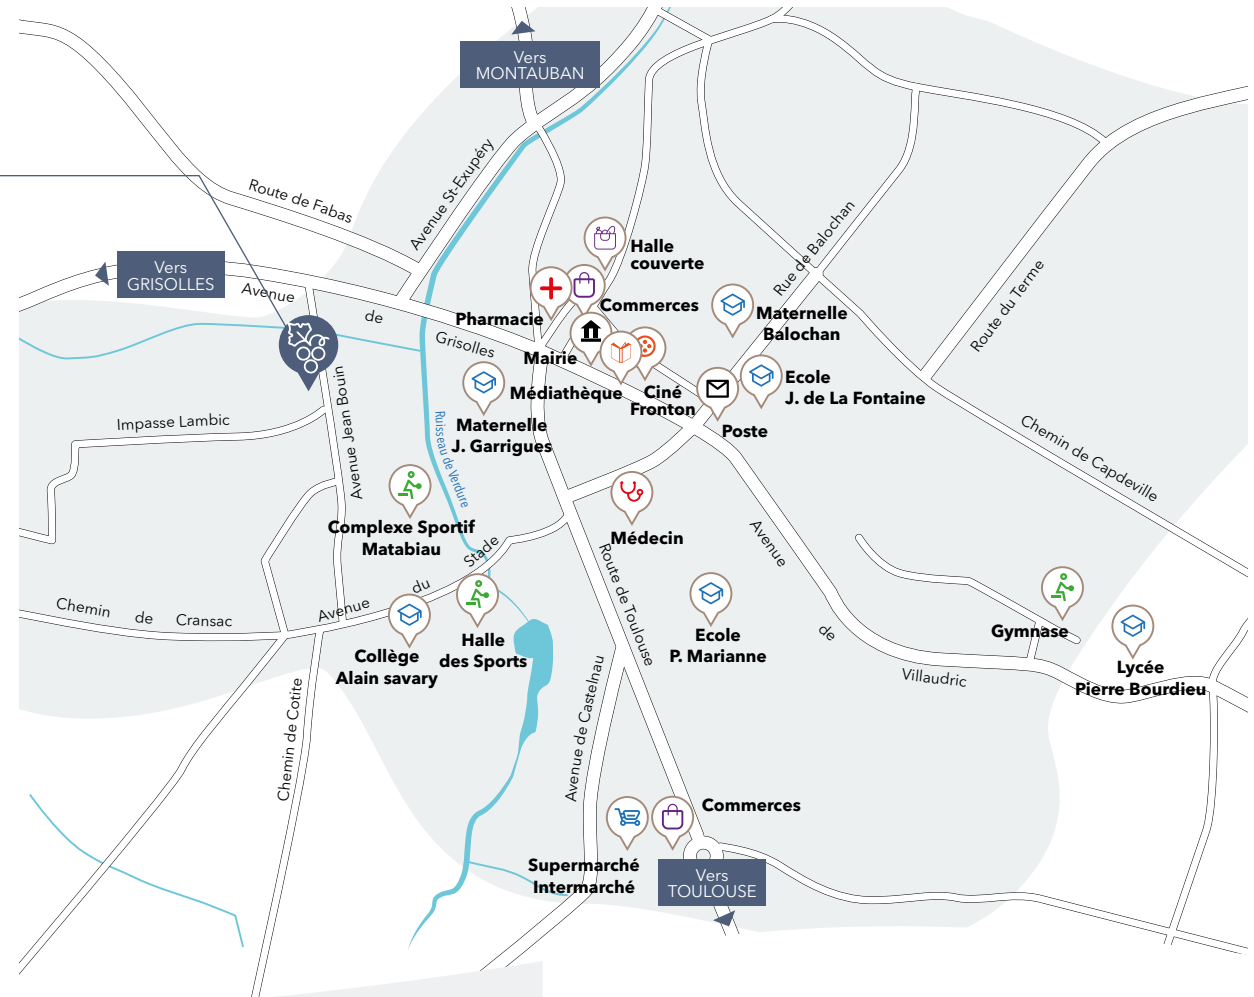 Vers
MONTAUBAN
Avenue St-Exupéry
Route de Fabas
Vers
GRISOLLES
Avenue
de
Grisolles
Halle
couverte
Commerces
Pharmacie
Mairie
Médiathèque
Ciné
Fronton
Maternelle
Balochan
Rue de Balochan
Route du Terme
Ecole
J. de La Fontaine
Poste
Maternelle
J. Garrigues
Chemin de Capdeville
Impasse Lambic
Avenue Jean Bouin
Ruisseau de Verdure
Complexe Sportif
Matabiau
Médecin
Avenue
de
Villaudric
Route de Toulouse
Chemin de Cransac
Avenue
du
Stade
Collège
Alain savary
Halle
des Sports
Ecole
P. Marianne
Gymnase
Lycée
Pierre Bourdieu
Chemin de Cotite
Avenue de Castelnau
Commerces
Supermarché
Intermarché
Vers
TOULOUSE